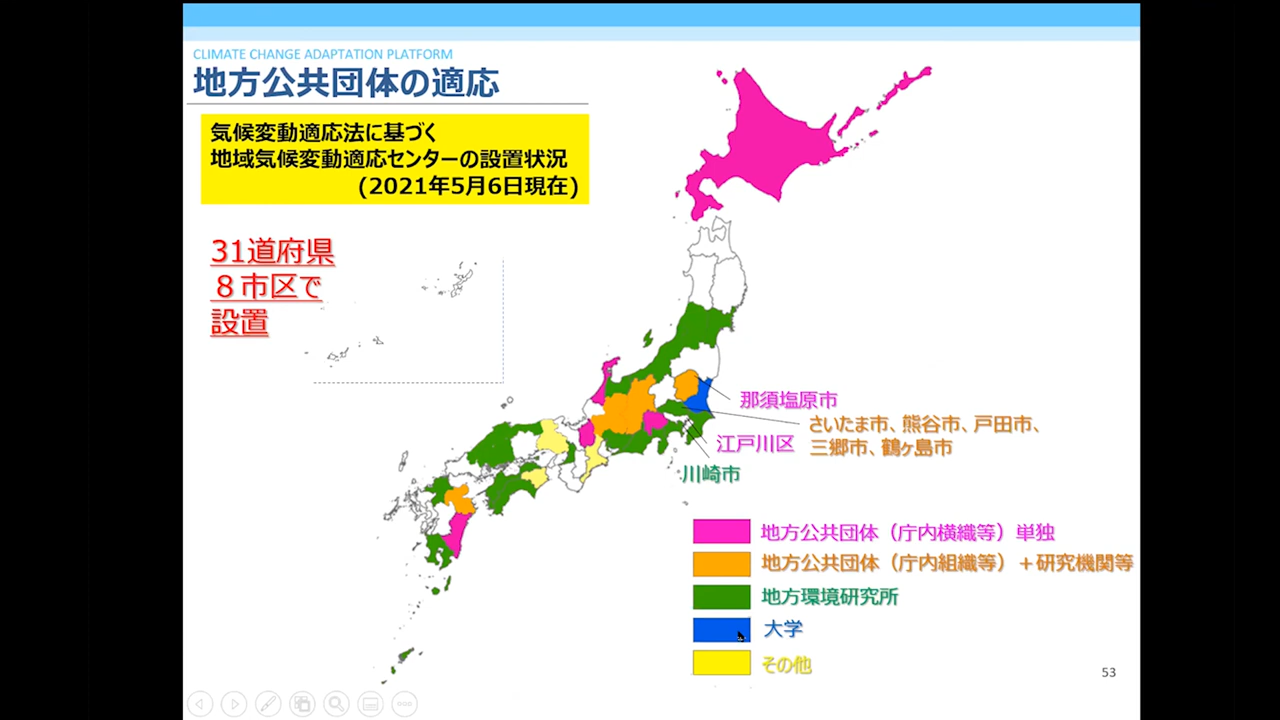 CLIMATE CHANGE ADAPTATION PLATFORM
地方公共団体の適応
気候変動適応法に基づく
地域気候変動適応センターの設置状況
(2021年5月6日現在)
31道府県
８市区で
設置
那須塩原市
さいたま市、熊谷市、戸田市、
三郷市、鶴ヶ島市
江戸川区
川崎市
地方公共団体（庁内横織等）単独
地方公共団体（庁内組織等）＋研究機関等
地方環境研究所
大学
その他
53